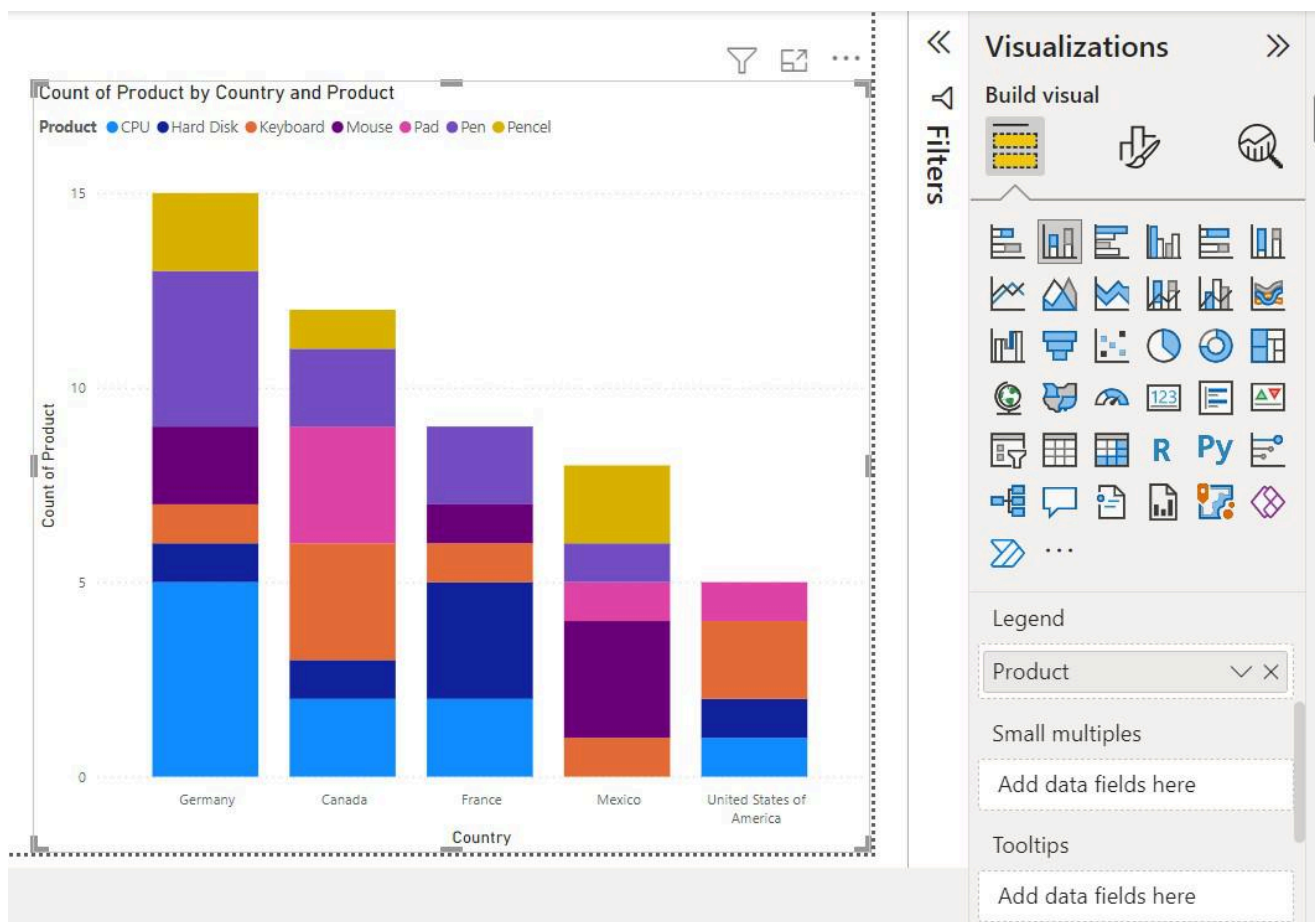 Count of Product by Country and Product
Product CPU Hard Disk Keyboard Mouse Pad Pen Pencel
15
10
5
0
Count of Product
Germany Canada France Mexico United States of
America
Country
Filters
Visualizations
Build visual
123
R Py
Legend
Product
Small multiples
Add data fields here
Tooltips
Add data fields here